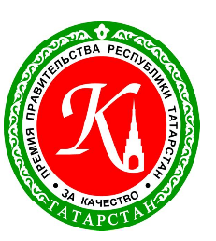 ПРЕМИЯ ПРАВИТЕЛЬСТВА РЕСПУБЛИКИ ТАТАРСТАН
К
• ЗА КАЧЕСТВО •
ТАТАРСТАН